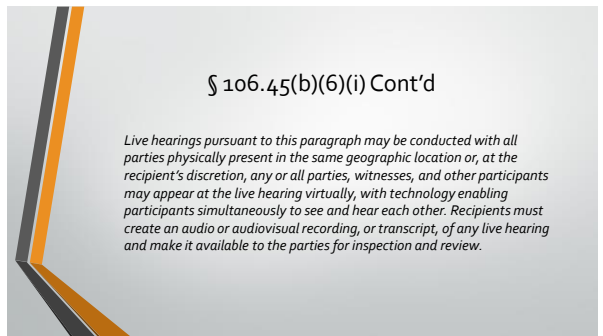 § 106.45(b)(6)(i) Cont’d
Live hearings pursuant to this paragraph may be conducted with all
parties physically present in the same geographic location or, at the
recipient’s discretion, any or all parties, witnesses, and other participants
may appear at the live hearing virtually, with technology enabling
participants simultaneously to see and hear each other. Recipients must
create an audio or audiovisual recording, or transcript, of any live hearing
and make it available to the parties for inspection and review.